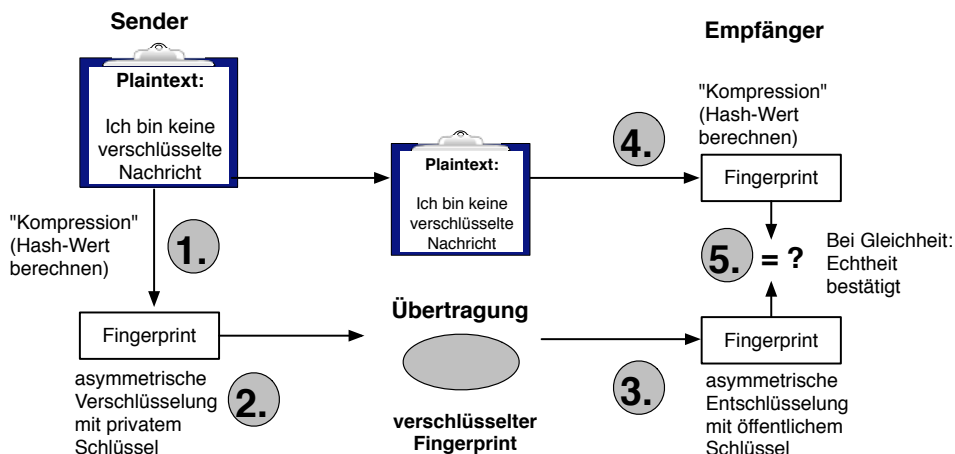 Sender
Empfänger
Plaintext:
Ich bin keine
verschlüsselte
Nachricht
"Kompression"
(Hash-Wert
berechnen)
4.
Fingerprint
Plaintext:
Ich bin keine
verschlüsselte
Nachricht
"Kompression"
(Hash-Wert
berechnen)
1.
5. = ?
Bei Gleichheit:
Echtheit
bestätigt
Fingerprint
Übertragung
Fingerprint
asymmetrische
Verschlüsselung
mit privatem
Schlüssel
2.
verschlüsselter
Fingerprint
3.
asymmetrische
Entschlüsselung
mit öffentlichem
Schlüssel